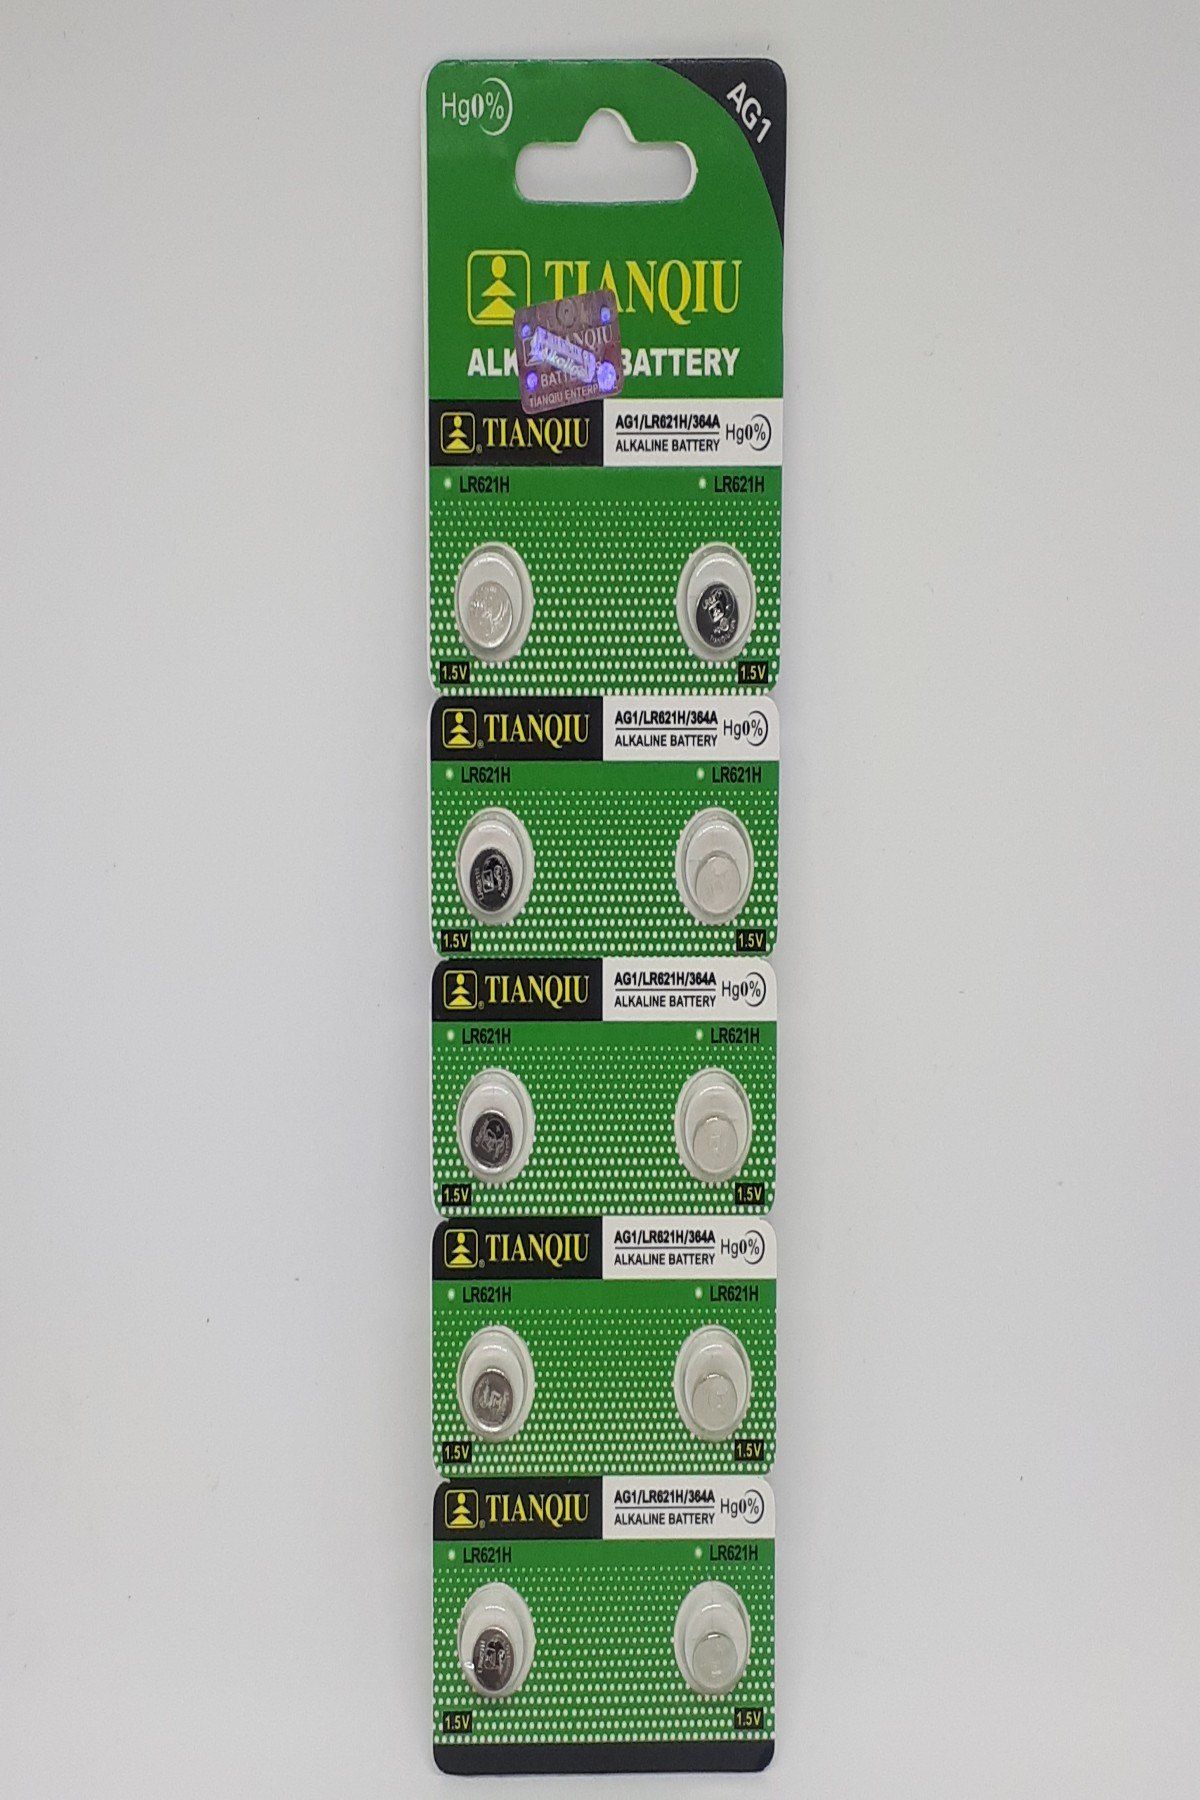 Hg0%
AG1
TIANQIU
ALK BATTERY
TIANQIU ENTERPR
TIANQIU AG1/LR621H/364A Hg0%
ALKALINE BATTERY
LR621H LR621H
1.5V 1.5V
TIANQIU AG1/LR621H/364A Hg0%
ALKALINE BATTERY
LR621H LR621H
1.5V 1.5V
TIANQIU AG1/LR621H/364A Hg0%
ALKALINE BATTERY
LR621H LR621H
1.5V 1.5V
TIANQIU AG1/LR621H/364A Hg0%
ALKALINE BATTERY
LR621H LR621H
1.5V 1.5V
TIANQIU AG1/LR621H/364A Hg0%
ALKALINE BATTERY
LR621H LR621H
1.5V 1.5V